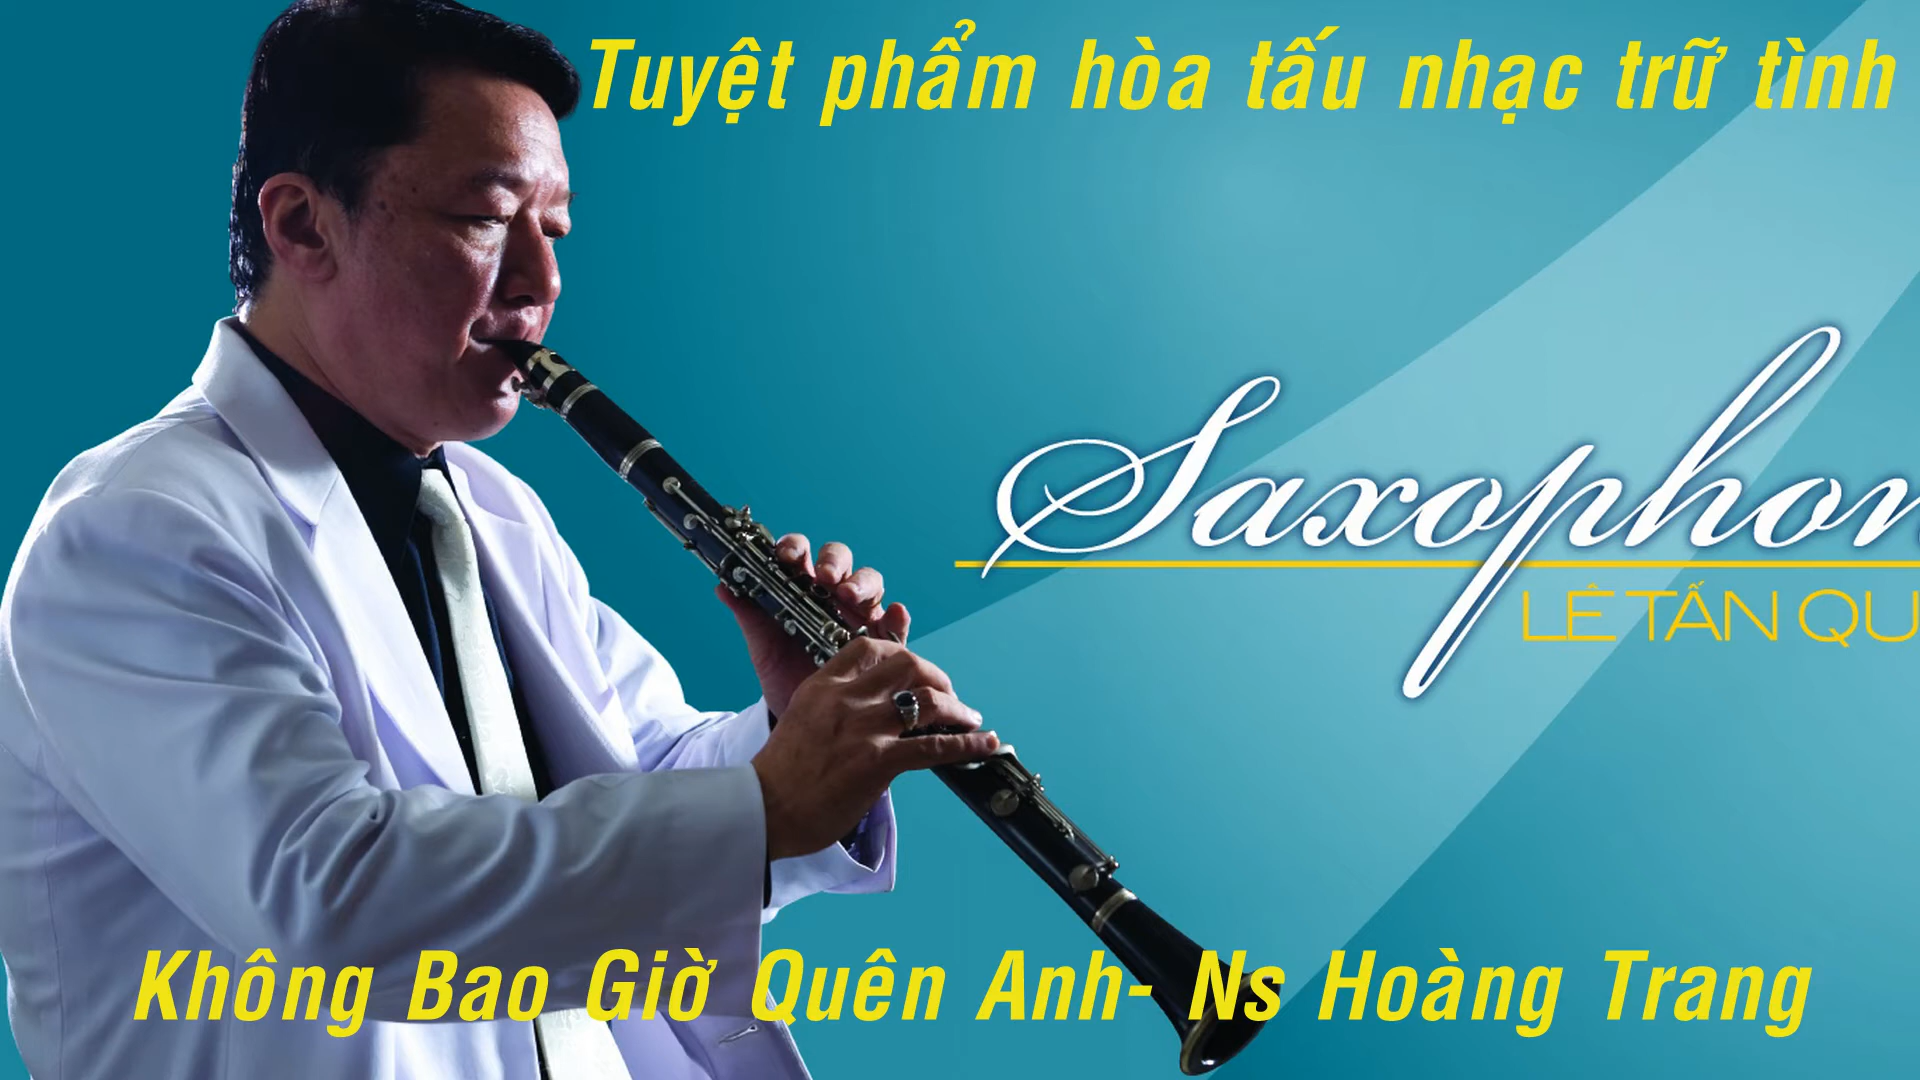 Tuyệt phẩm hòa tấu nhạc trữ tình
Saxophon
LÊ TẤN QU
Không Bao Giờ Quên Anh- Ns Hoàng Trang